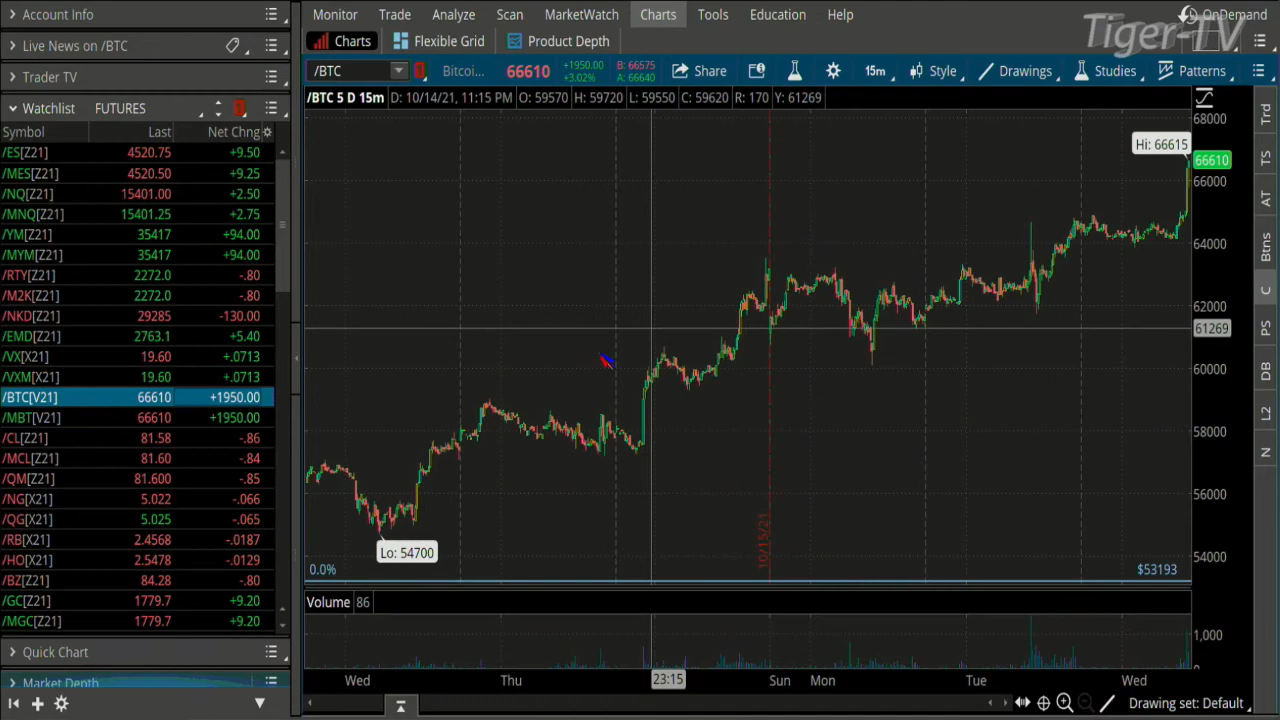 Account Info
Live News on /BTC
Trader TV
Watchlist FUTURES
Symbol Last Net Chng
/ES[Z21] 4520.75 +9.50
/MES[Z21] 4520.50 +9.25
/NQ[Z21] 15401.00 +2.50
/MNQ[Z21] 15401.25 +2.75
/YM[Z21] 35417 +94.00
/MYM[Z21] 35417 +94.00
/RTY[Z21] 2272.0 -.80
/M2K[Z21] 2272.0 -.80
/NKD[Z21] 29285 -130.00
/EMD[Z21] 2763.1 +5.40
/VX[X21] 19.60 +.0713
/VXM[X21] 19.60 +.0713
/BTC[V21] 66610 +1950.00
/MBT[V21] 66610 +1950.00
/CL[Z21] 81.58 -.86
/MCL[Z21] 81.60 -.84
/QM[Z21] 81.600 -.85
/NG[X21] 5.022 -.066
/QG[X21] 5.025 -.065
/RB[X21] 2.4568 -.0187
/HO[X21] 2.5478 -.0129
/BZ[Z21] 84.28 -.80
/GC[Z21] 1779.7 +9.20
/MGC[Z21] 1779.7 +9.20
Quick Chart
Market Depth
Monitor Trade Analyze Scan MarketWatch Charts Tools Education Help
OnDemand
Tiger-TV
Charts Flexible Grid Product Depth
/BTC Bitcoi... 66610 +1950.00 B: 66575
+3.02% A: 66640
Share 15m Style Drawings Studies Patterns
/BTC 5 D 15m D: 10/14/21, 11:15 PM O: 59570 H: 59720 L: 59550 C: 59620 R: 170 Y: 61269
68000
Hi: 66615
66610
66000
64000
62000
61269
60000
58000
56000
Lo: 54700
54000
10/15/21
0.0% $53193
Volume 86
1,000
0
Wed Thu 23:15 Sun Mon Tue Wed
Drawing set: Default
Trd
TS
AT
Btns
C
PS
DB
L2
N